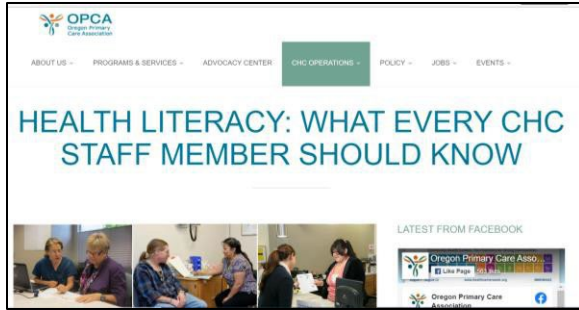 OPCA
Oregon Primary
Care Association
ABOUT US
PROGRAMS & SERVICES
ADVOCACY CENTER
CHC OPERATIONS
POLICY
JOBS
EVENTS
HEALTH LITERACY: WHAT EVERY CHC
STAFF MEMBER SHOULD KNOW
LATEST FROM FACEBOOK
Oregon Primary Care Asso...
Like Page
Oregon Primary Care
Association